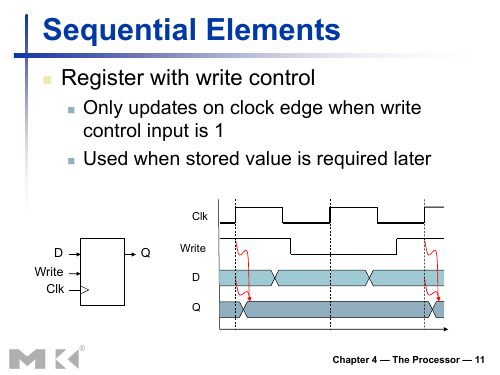 Sequential Elements
Register with write control
Only updates on clock edge when write
control input is 1
Used when stored value is required later
Clk
Write
D
Q
D
Q
Write
Clk
MK®
Chapter 4 — The Processor — 11